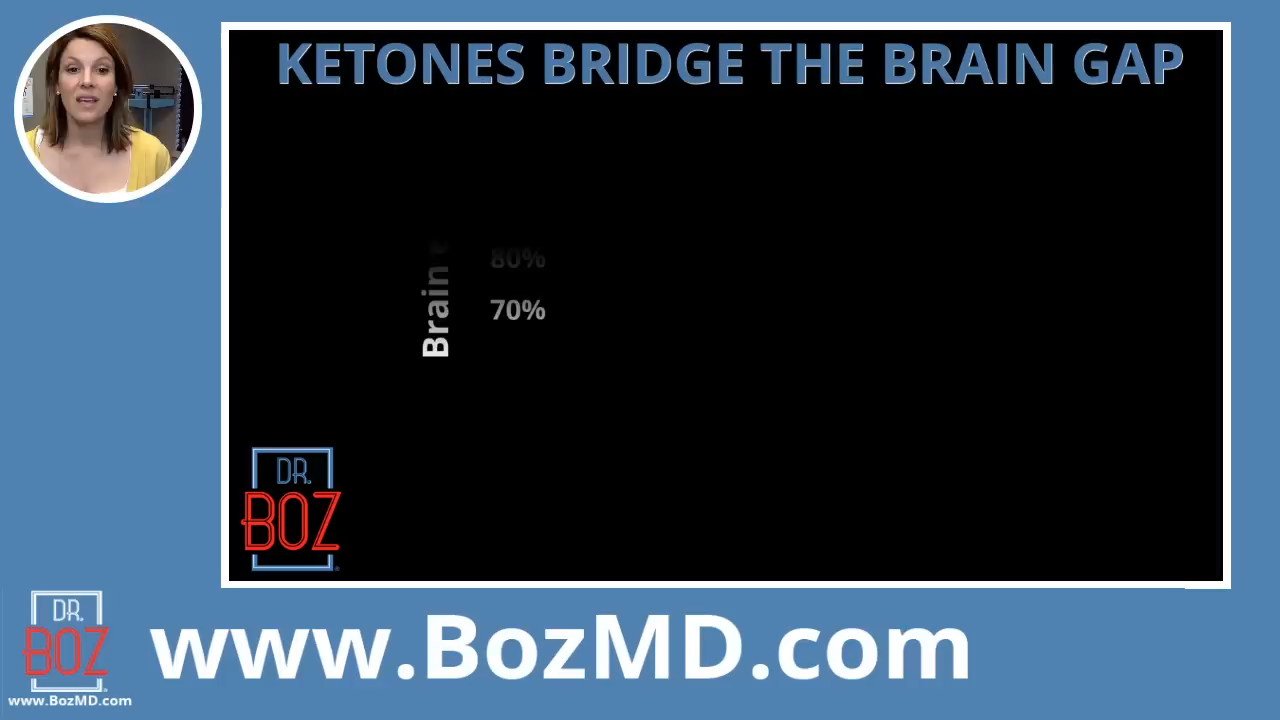 KETONES BRIDGE THE BRAIN GAP
80%
70%
Brain
DR.
BOZ
DR.
BOZ
www.BozMD.com
www.BozMD.com